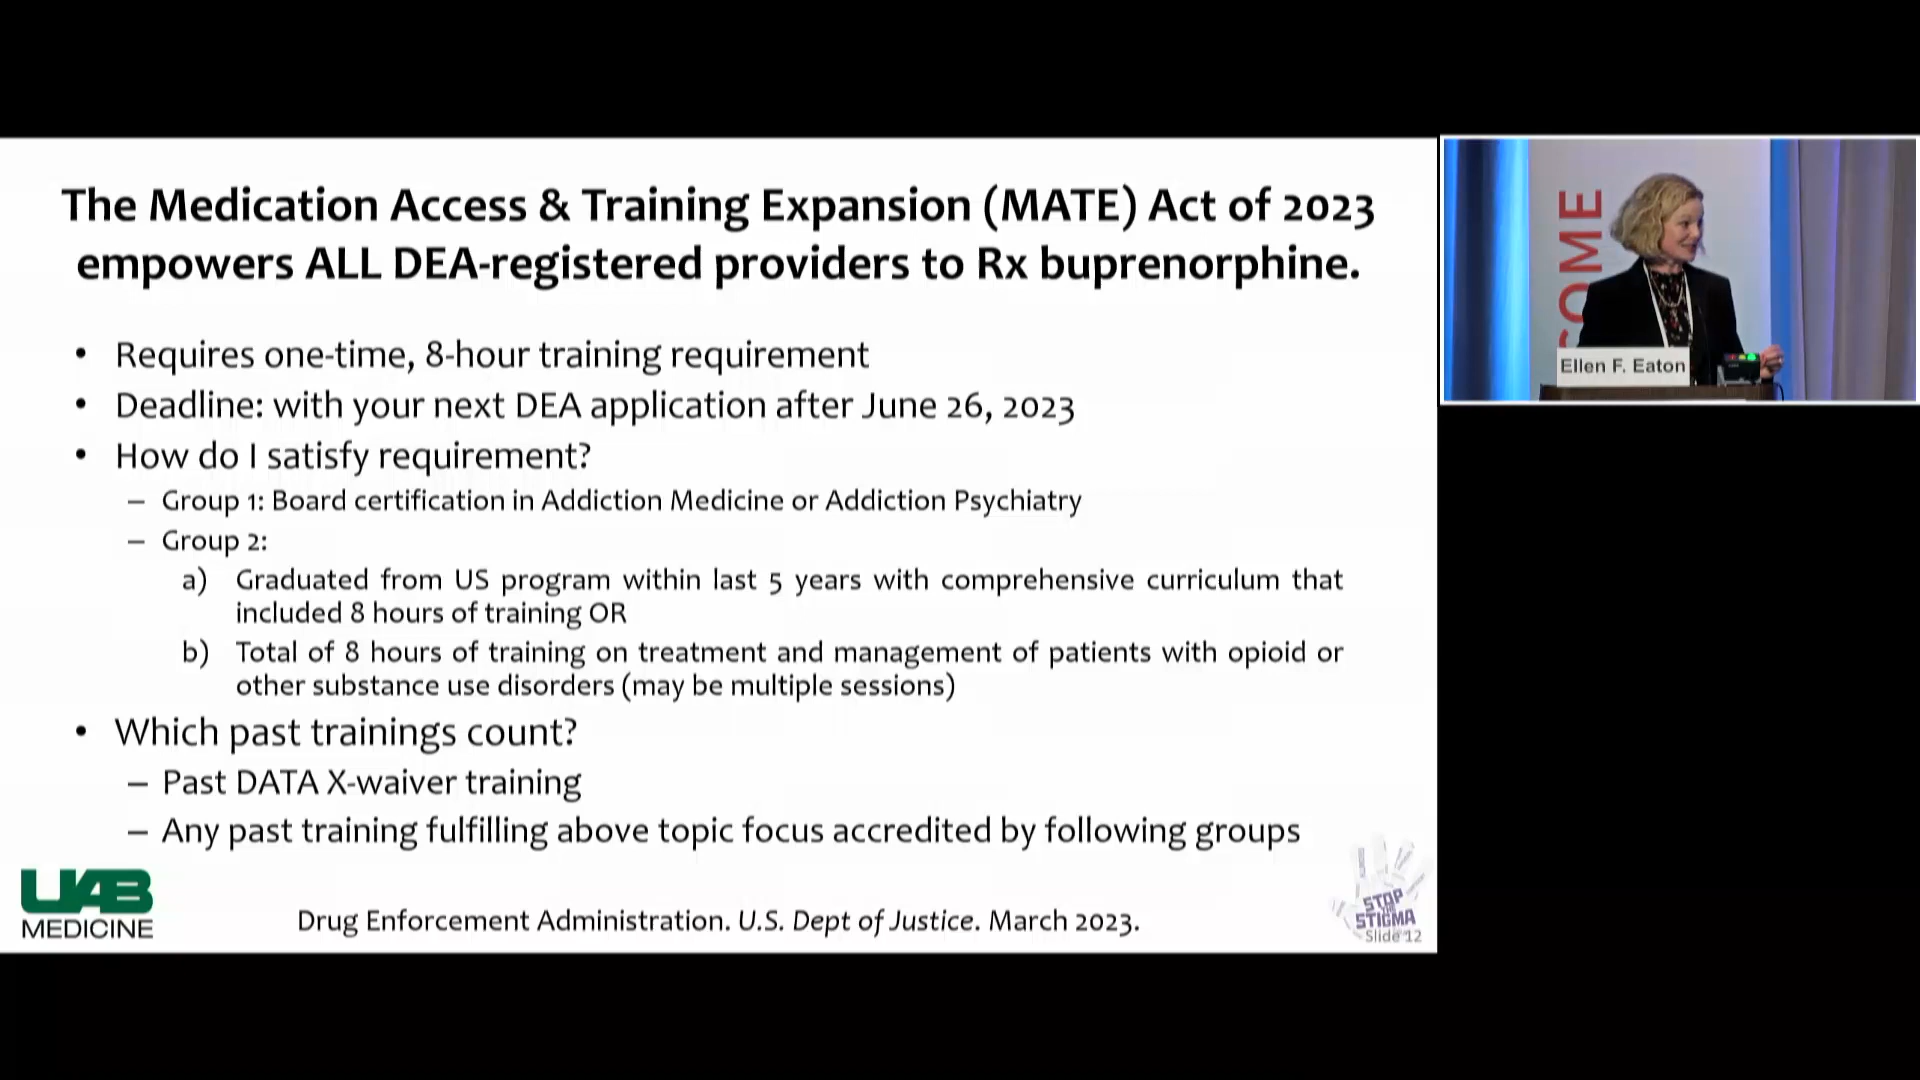 The Medication Access & Training Expansion (MATE) Act of 2023
empowers ALL DEA-registered providers to Rx buprenorphine.
• Requires one-time, 8-hour training requirement
• Deadline: with your next DEA application after June 26, 2023
• How do I satisfy requirement?
– Group 1: Board certification in Addiction Medicine or Addiction Psychiatry
– Group 2:
a) Graduated from US program within last 5 years with comprehensive curriculum that
included 8 hours of training OR
b) Total of 8 hours of training on treatment and management of patients with opioid or
other substance use disorders (may be multiple sessions)
• Which past trainings count?
– Past DATA X-waiver training
– Any past training fulfilling above topic focus accredited by following groups
UAB
MEDICINE
Drug Enforcement Administration. U.S. Dept of Justice. March 2023.
STOP
STIGMA
Slide 12
OME
Ellen F. Eaton